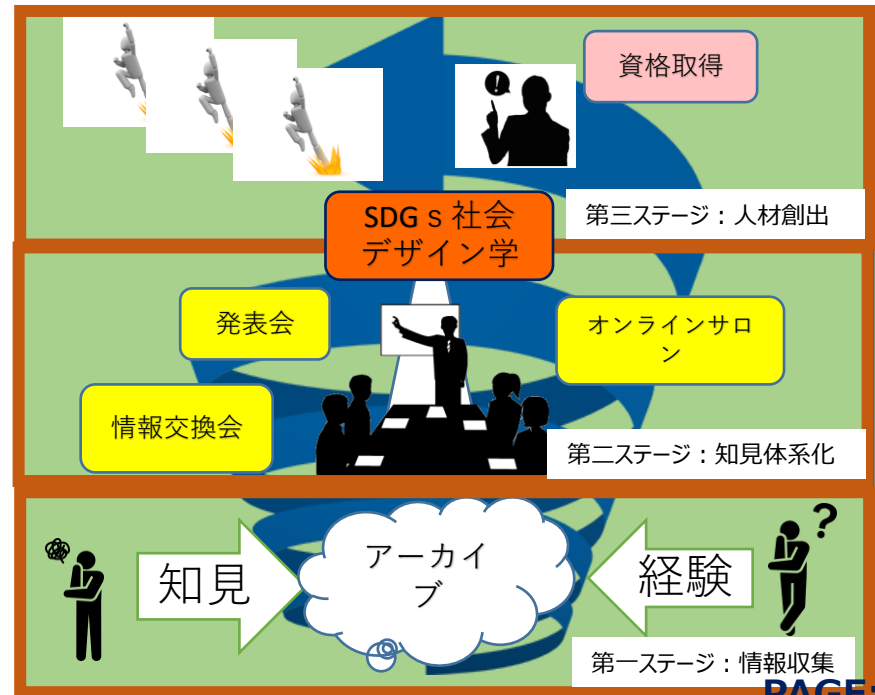 資格取得
第三ステージ：人材創出
SDGｓ社会
デザイン学
発表会
オンラインサロ
ン
情報交換会
第二ステージ：知見体系化
アーカイ
ブ
知見
経験
?
第一ステージ：情報収集
PAGE: